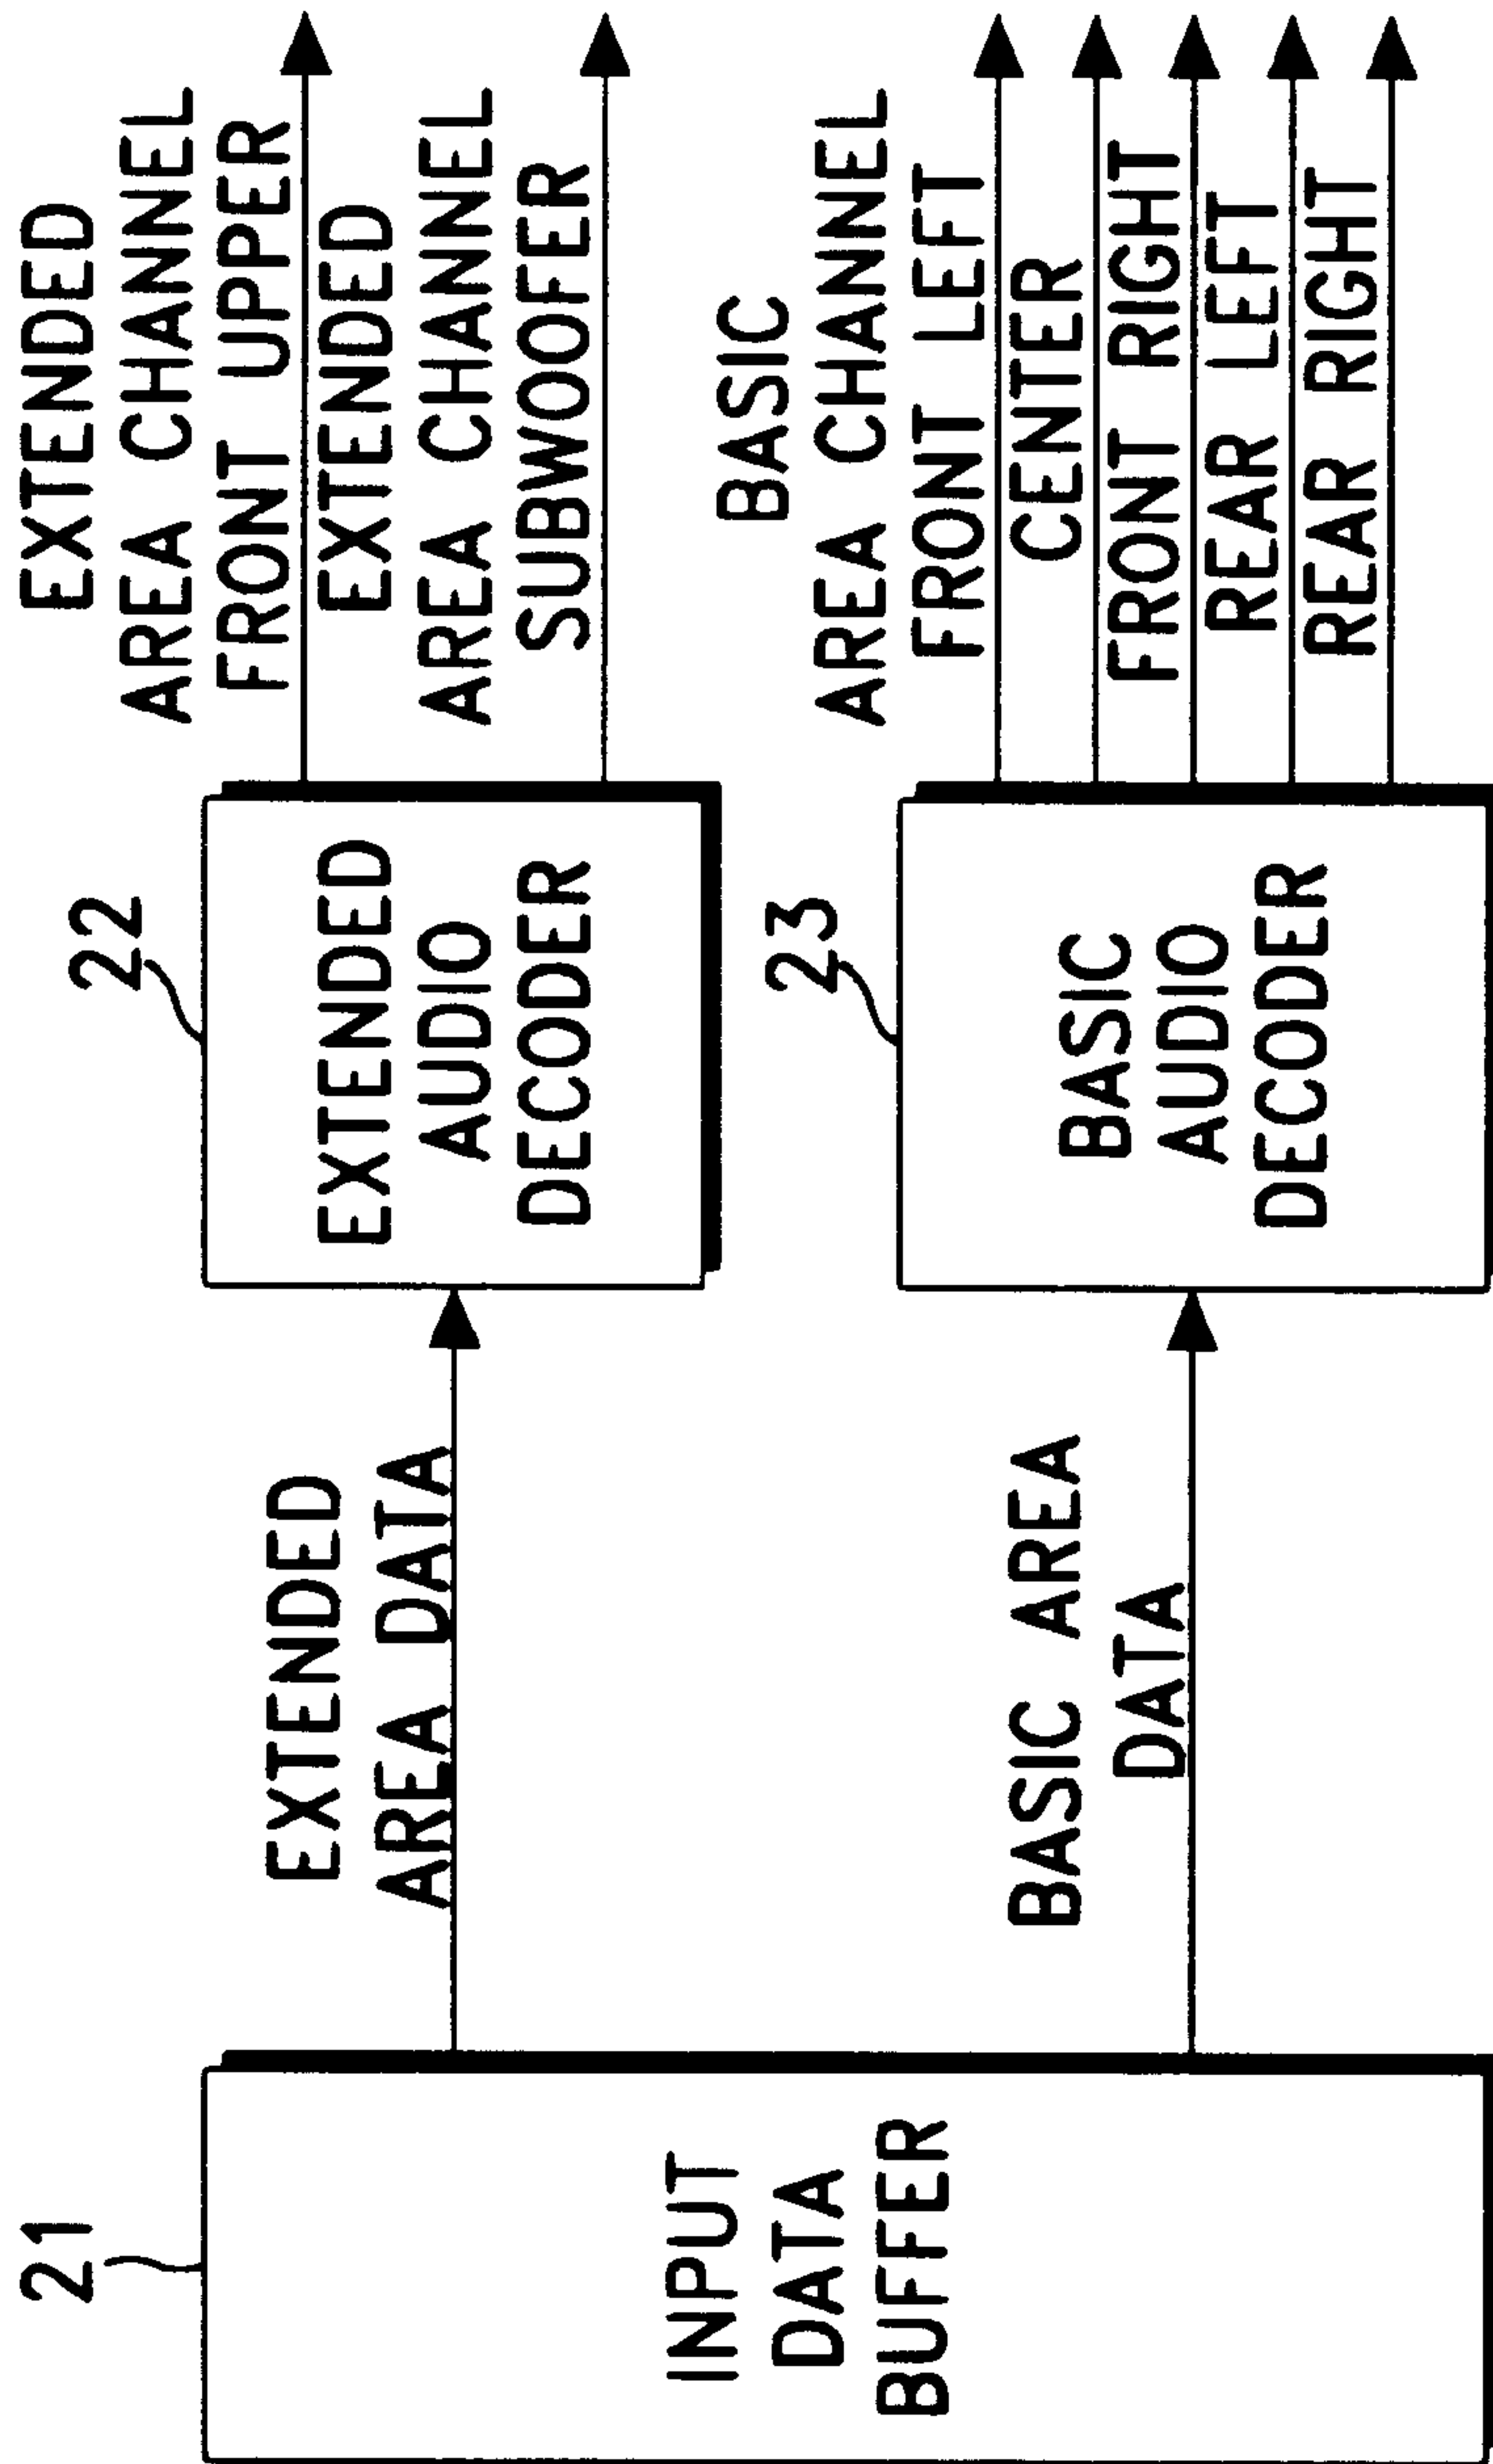 21
INPUT
DATA
BUFFER
EXTENDED
AREA DATA
BASIC AREA
DATA
22
EXTENDED
AUDIO
DECODER
23
BASIC
AUDIO
DECODER
EXTENDED
AREA CHANNEL
FRONT UPPER
EXTENDED
AREA CHANNEL
SUBWOOFER
BASIC
AREA CHANNEL
FRONT LEFT
CENTER
FRONT RIGHT
REAR LEFT
REAR RIGHT